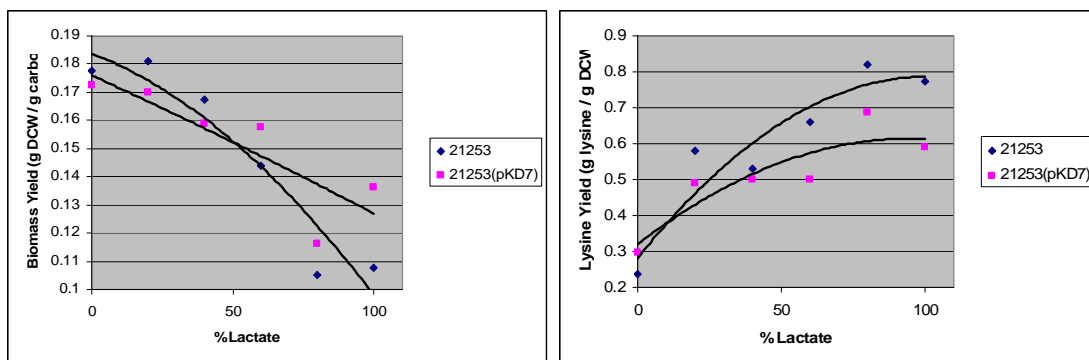 0.19
0.18
0.17
0.16
0.15
0.14
0.13
0.12
0.11
0.1
0 50 100
%Lactate
Biomass Yield (g DCW / g carbo
21253
21253(pKD7)
0.9
0.8
0.7
0.6
0.5
0.4
0.3
0.2
0 50 100
% Lactate
Lysine Yield (g lysine / g DCW
21253
21253(pKD7)